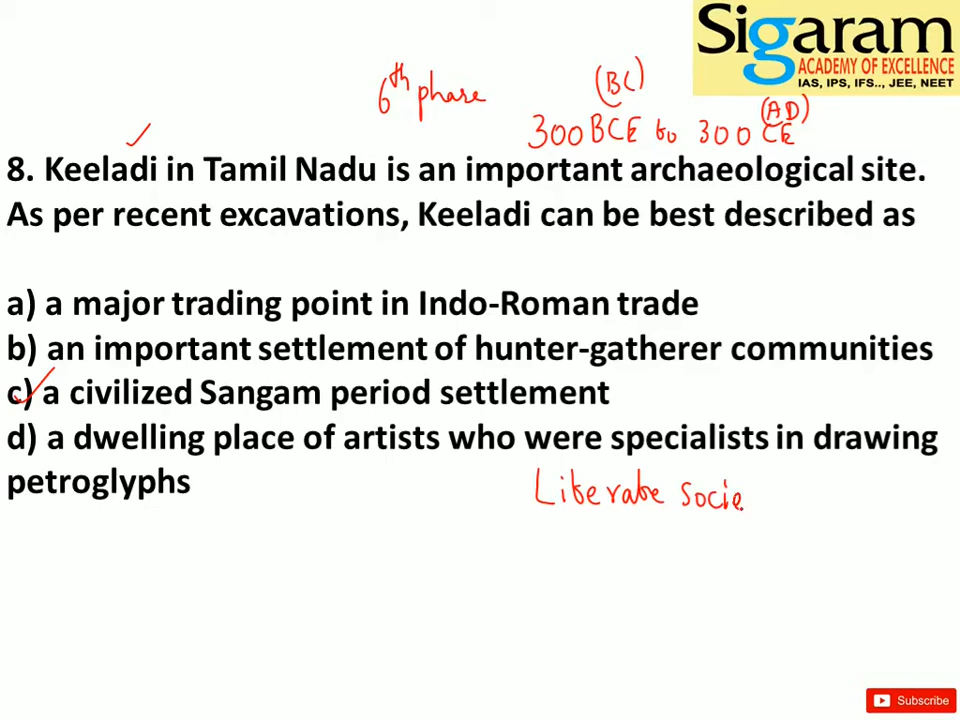 Sigaram
ACADEMY OF EXCELLENCE
IAS, IPS, IFS.., JEE, NEET
6th phase
(BC)
(AD)
300 BCE to 300 CE
8. Keeladi in Tamil Nadu is an important archaeological site.
As per recent excavations, Keeladi can be best described as
a) a major trading point in Indo-Roman trade
b) an important settlement of hunter-gatherer communities
c) a civilized Sangam period settlement
d) a dwelling place of artists who were specialists in drawing
petroglyphs
Literate Socie
Subscribe